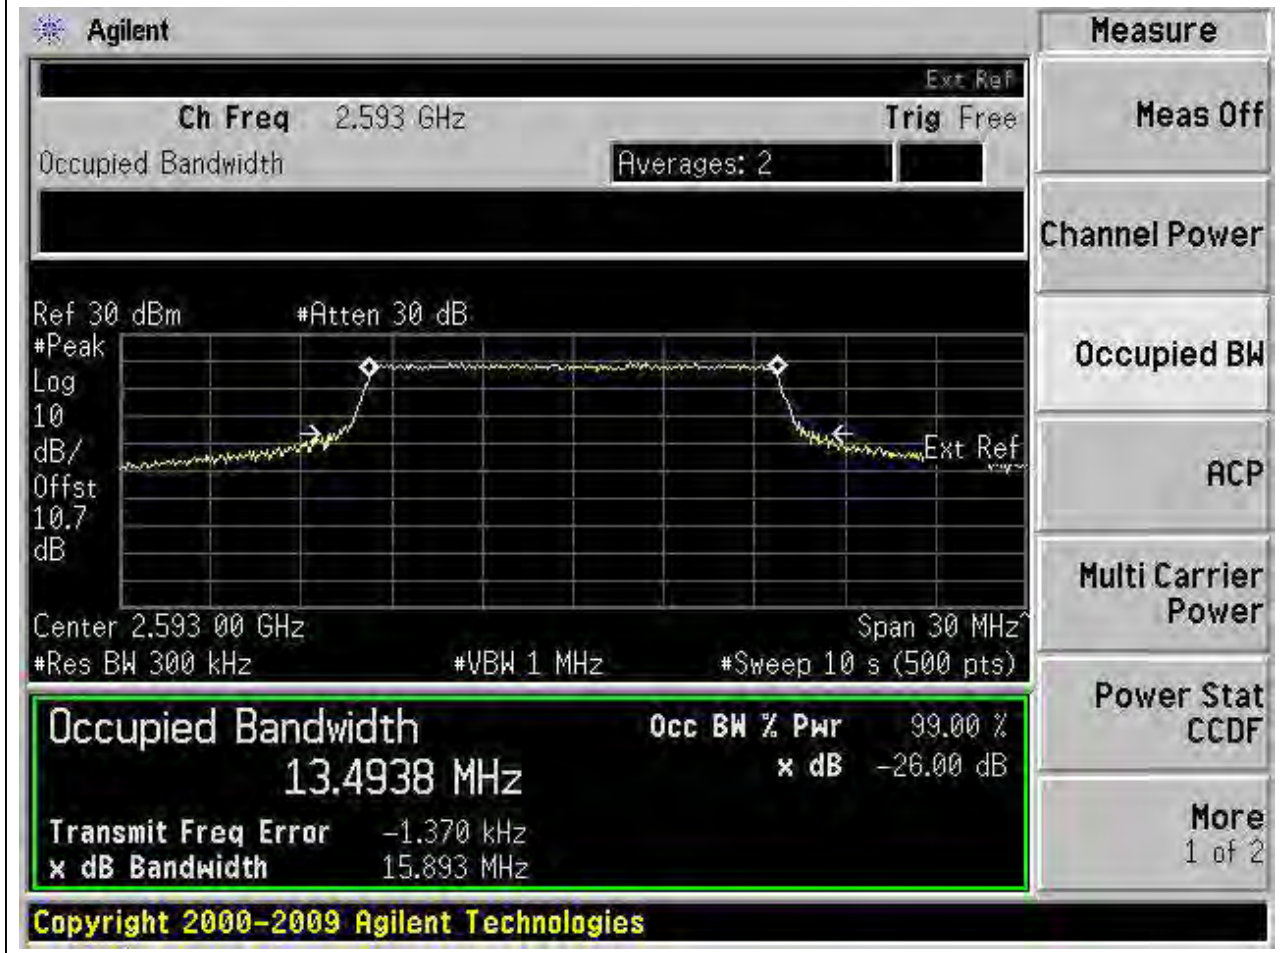 Agilent
Measure
Ext Ref
Ch Freq 2.593 GHz Trig Free
Meas Off
Occupied Bandwidth Averages: 2
Channel Power
Ref 30 dBm #Atten 30 dB
#Peak
Log
10
dB/
Offst
10.7
dB
Ext Ref
Occupied BW
ACP
Center 2.593 00 GHz Span 30 MHz^
#Res BW 300 kHz #VBW 1 MHz #Sweep 10 s (500 pts)
Multi Carrier
Power
Occupied Bandwidth Occ BW % Pwr 99.00 %
13.4938 MHz x dB -26.00 dB
Transmit Freq Error -1.370 kHz
x dB Bandwidth 15.893 MHz
Power Stat
CCDF
More
1 of 2
Copyright 2000-2009 Agilent Technologies